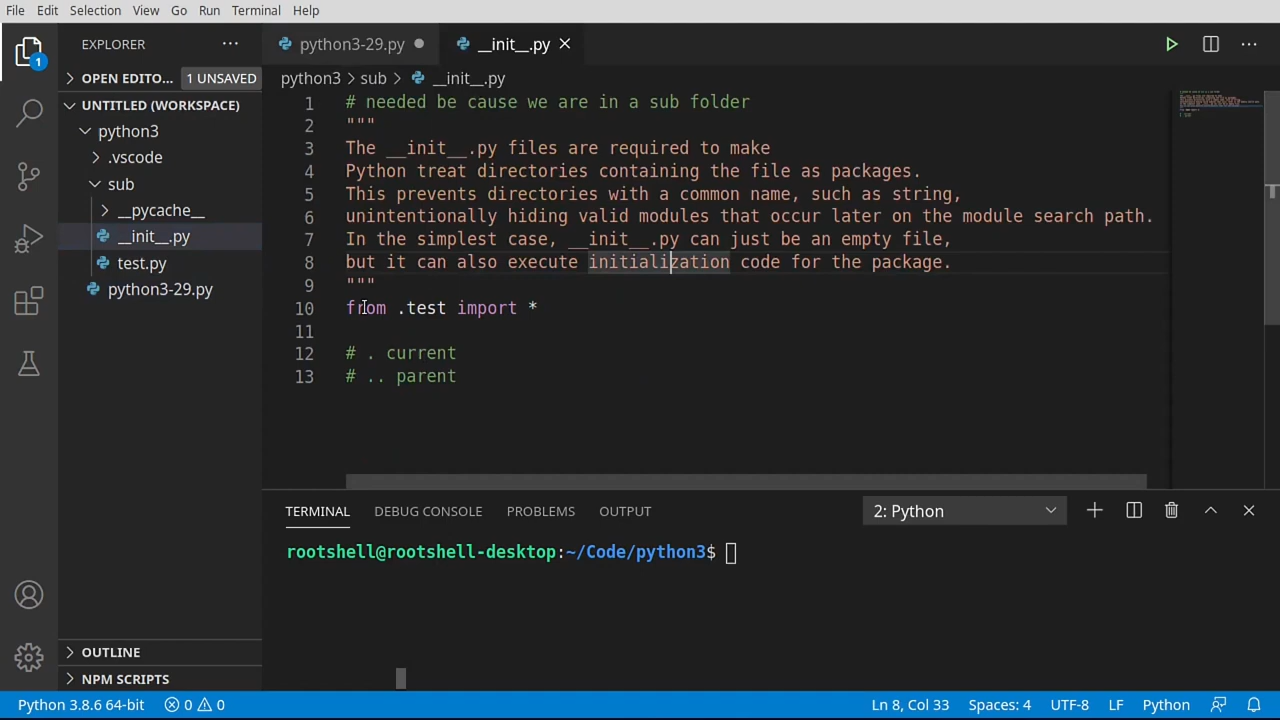 File Edit Selection View Go Run Terminal Help
EXPLORER
python3-29.py
__init__.py
1
OPEN EDITO... 1 UNSAVED
python3 > sub > __init__.py
UNTITLED (WORKSPACE)
python3
.vscode
sub
__pycache__
__init__.py
test.py
python3-29.py
OUTLINE
NPM SCRIPTS
1 # needed be cause we are in a sub folder
2 """
3 The __init__.py files are required to make
4 Python treat directories containing the file as packages.
5 This prevents directories with a common name, such as string,
6 unintentionally hiding valid modules that occur later on the module search path.
7 In the simplest case, __init__.py can just be an empty file,
8 but it can also execute initialization code for the package.
9 """
10 from .test import *
11
12 # . current
13 # .. parent
TERMINAL DEBUG CONSOLE PROBLEMS OUTPUT 2: Python
rootshell@rootshell-desktop:~/Code/python3$
Python 3.8.6 64-bit 0 0 Ln 8, Col 33 Spaces: 4 UTF-8 LF Python